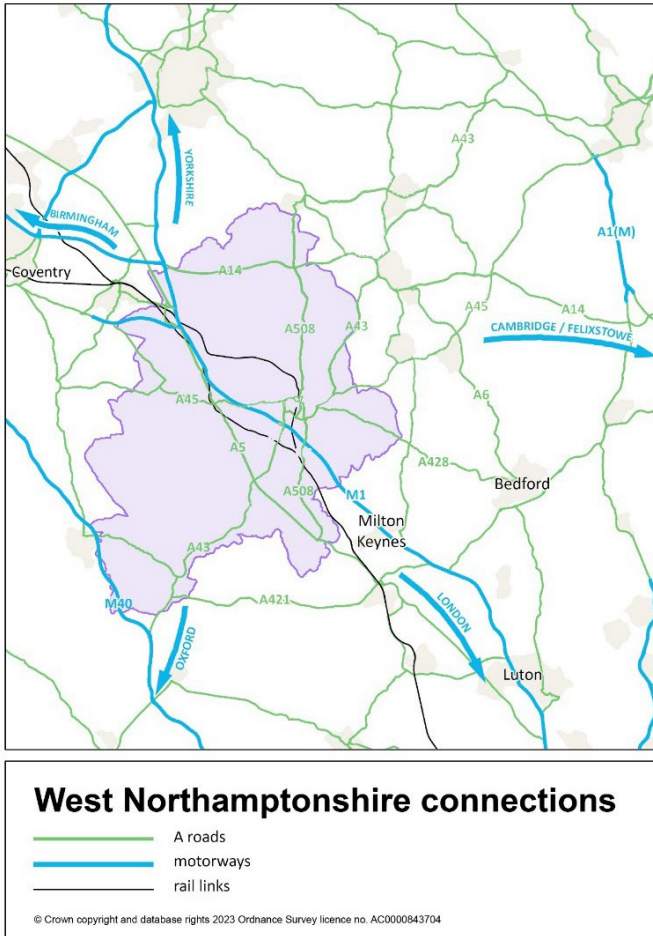 A43
YORKSHIRE
A1(M)
BIRMINGHAM
Coventry
A14
A45
A14
A508
A43
CAMBRIDGE / FELIXSTOWE
A6
A45
A5
A428
A508
M1
Bedford
Milton
Keynes
A43
M40
A421
LONDON
OXFORD
Luton
West Northamptonshire connections
A roads
motorways
rail links
© Crown copyright and database rights 2023 Ordnance Survey licence no. AC0000843704